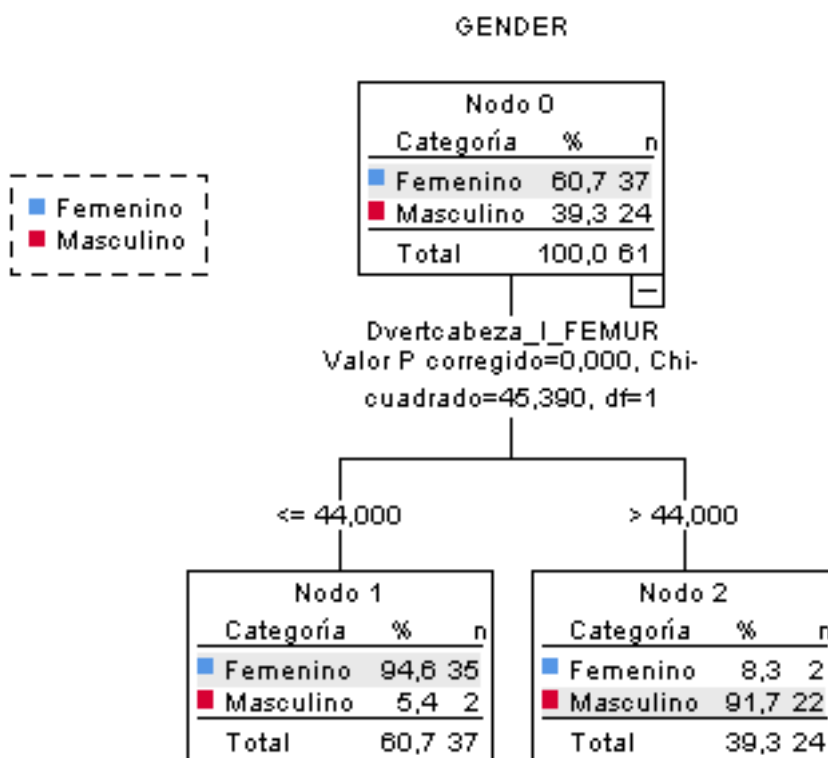 GENDER
Nodo 0
Categoría % n
Femenino 60,7 37
Masculino 39,3 24
Total 100,0 61
Femenino
Masculino
Dvertcabeza_I_FEMUR
Valor P corregido=0,000, Chi-
cuadrado=45,390, df=1
<= 44,000
> 44,000
Nodo 1
Categoría % n
Femenino 94,6 35
Masculino 5,4 2
Total 60,7 37
Nodo 2
Categoría % n
Femenino 8,3 2
Masculino 91,7 22
Total 39,3 24